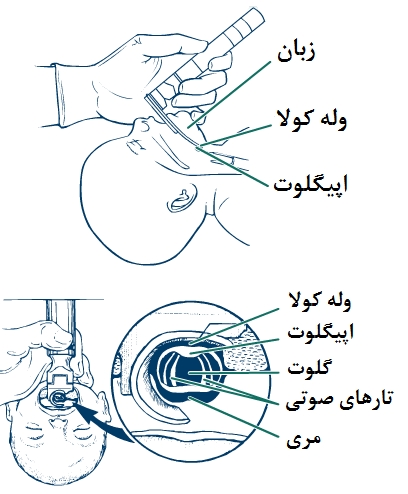 زبان
وله کولا
اپیگلوت
وله کولا
اپیگلوت
گلوت
تارهای صوتی
مری